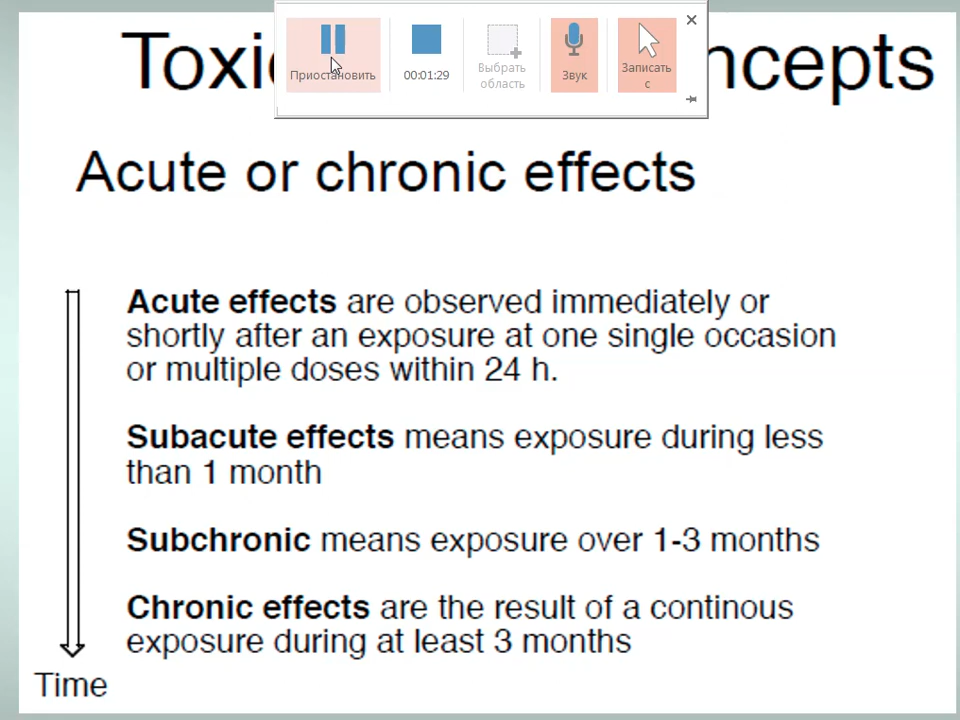 Приостановить
00:01:29
Выбрать
область
Звук
Записать
с
Acute or chronic effects
Acute effects are observed immediately or
shortly after an exposure at one single occasion
or multiple doses within 24 h.
Subacute effects means exposure during less
than 1 month
Subchronic means exposure over 1-3 months
Chronic effects are the result of a continous
exposure during at least 3 months
Time